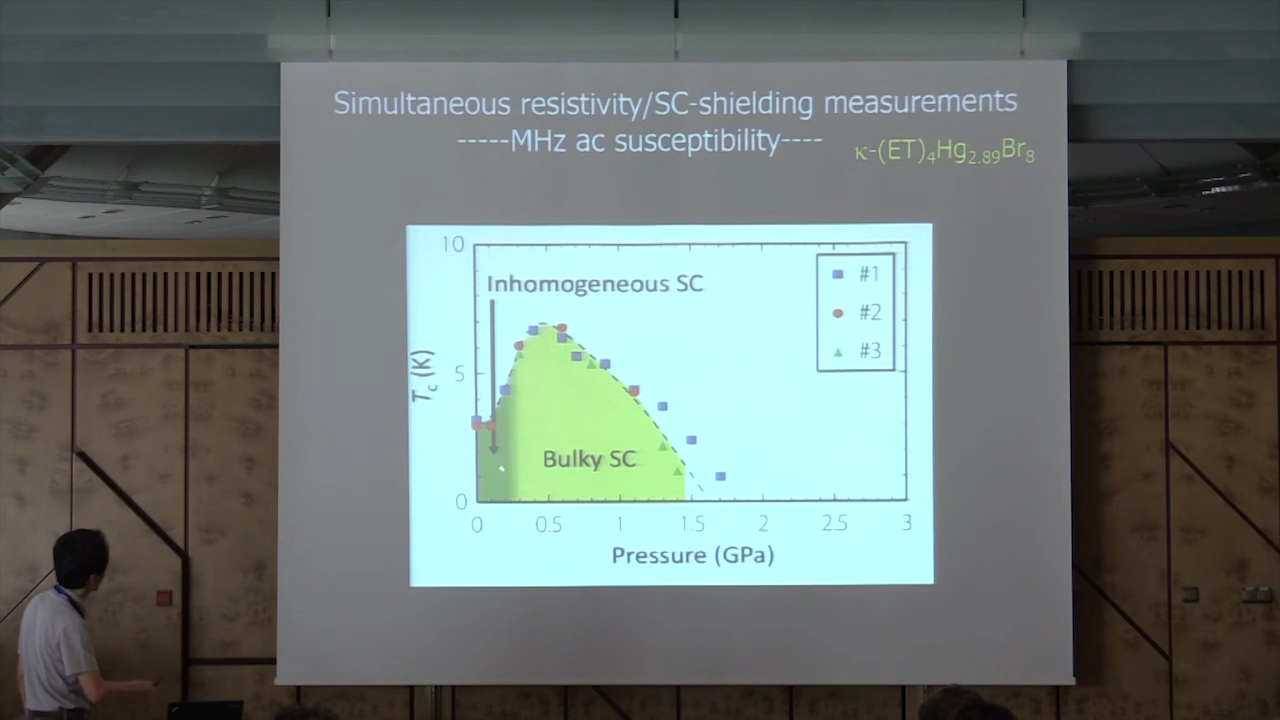 Simultaneous resistivity/SC-shielding measurements
-----MHz ac susceptibility----
κ-(ET)₄Hg₂.₈₉Br₈
10
Inhomogeneous SC
#1
#2
#3
Tc (K)
5
Bulky SC
0
0 0.5 1 1.5 2 2.5 3
Pressure (GPa)